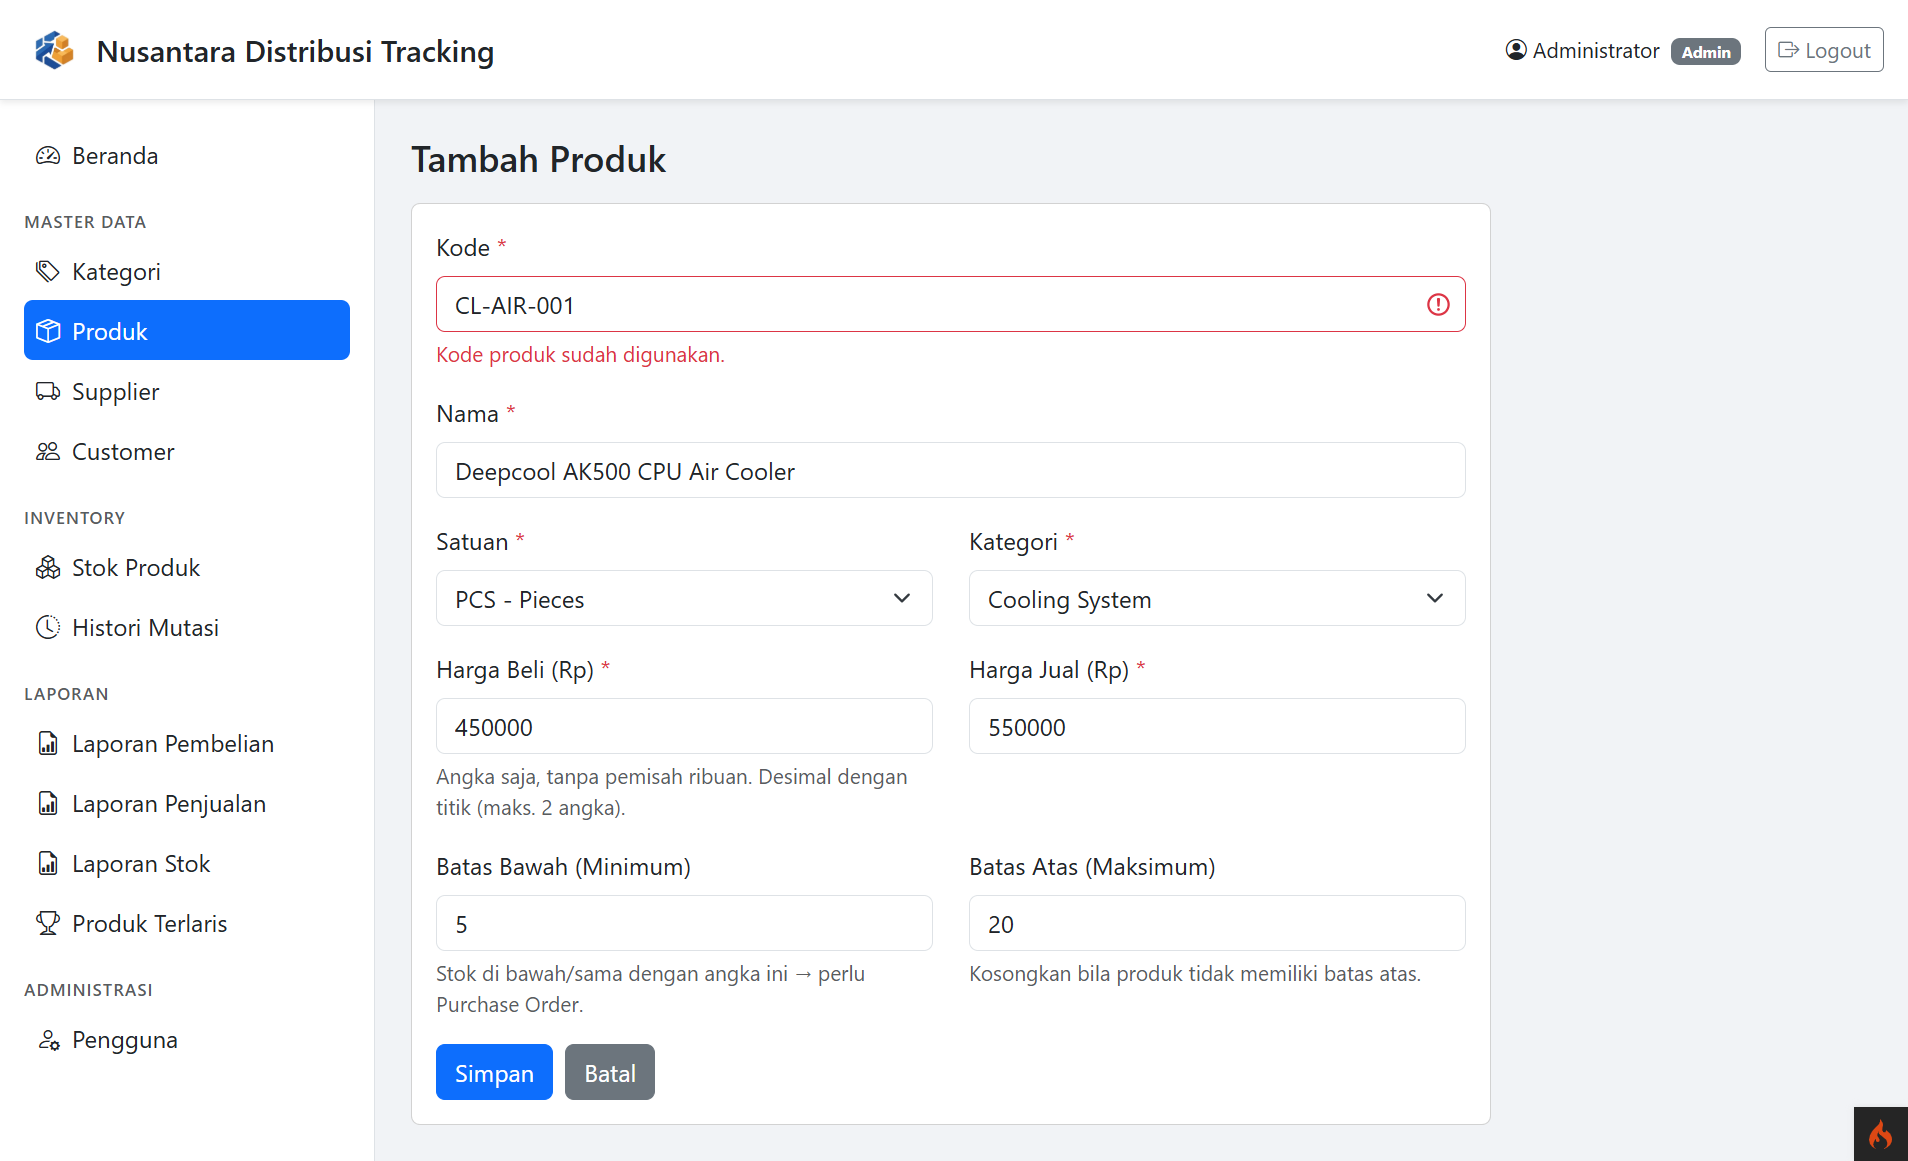 Nusantara Distribusi Tracking
Administrator Admin Logout
Beranda
MASTER DATA
Kategori
Produk
Supplier
Customer
INVENTORY
Stok Produk
Histori Mutasi
LAPORAN
Laporan Pembelian
Laporan Penjualan
Laporan Stok
Produk Terlaris
ADMINISTRASI
Pengguna
Tambah Produk
Kode *
CL-AIR-001
Kode produk sudah digunakan.
Nama *
Deepcool AK500 CPU Air Cooler
Satuan *
PCS - Pieces
Kategori *
Cooling System
Harga Beli (Rp) *
450000
Angka saja, tanpa pemisah ribuan. Desimal dengan
titik (maks. 2 angka).
Harga Jual (Rp) *
550000
Batas Bawah (Minimum)
5
Stok di bawah/sama dengan angka ini → perlu
Purchase Order.
Batas Atas (Maksimum)
20
Kosongkan bila produk tidak memiliki batas atas.
Simpan
Batal